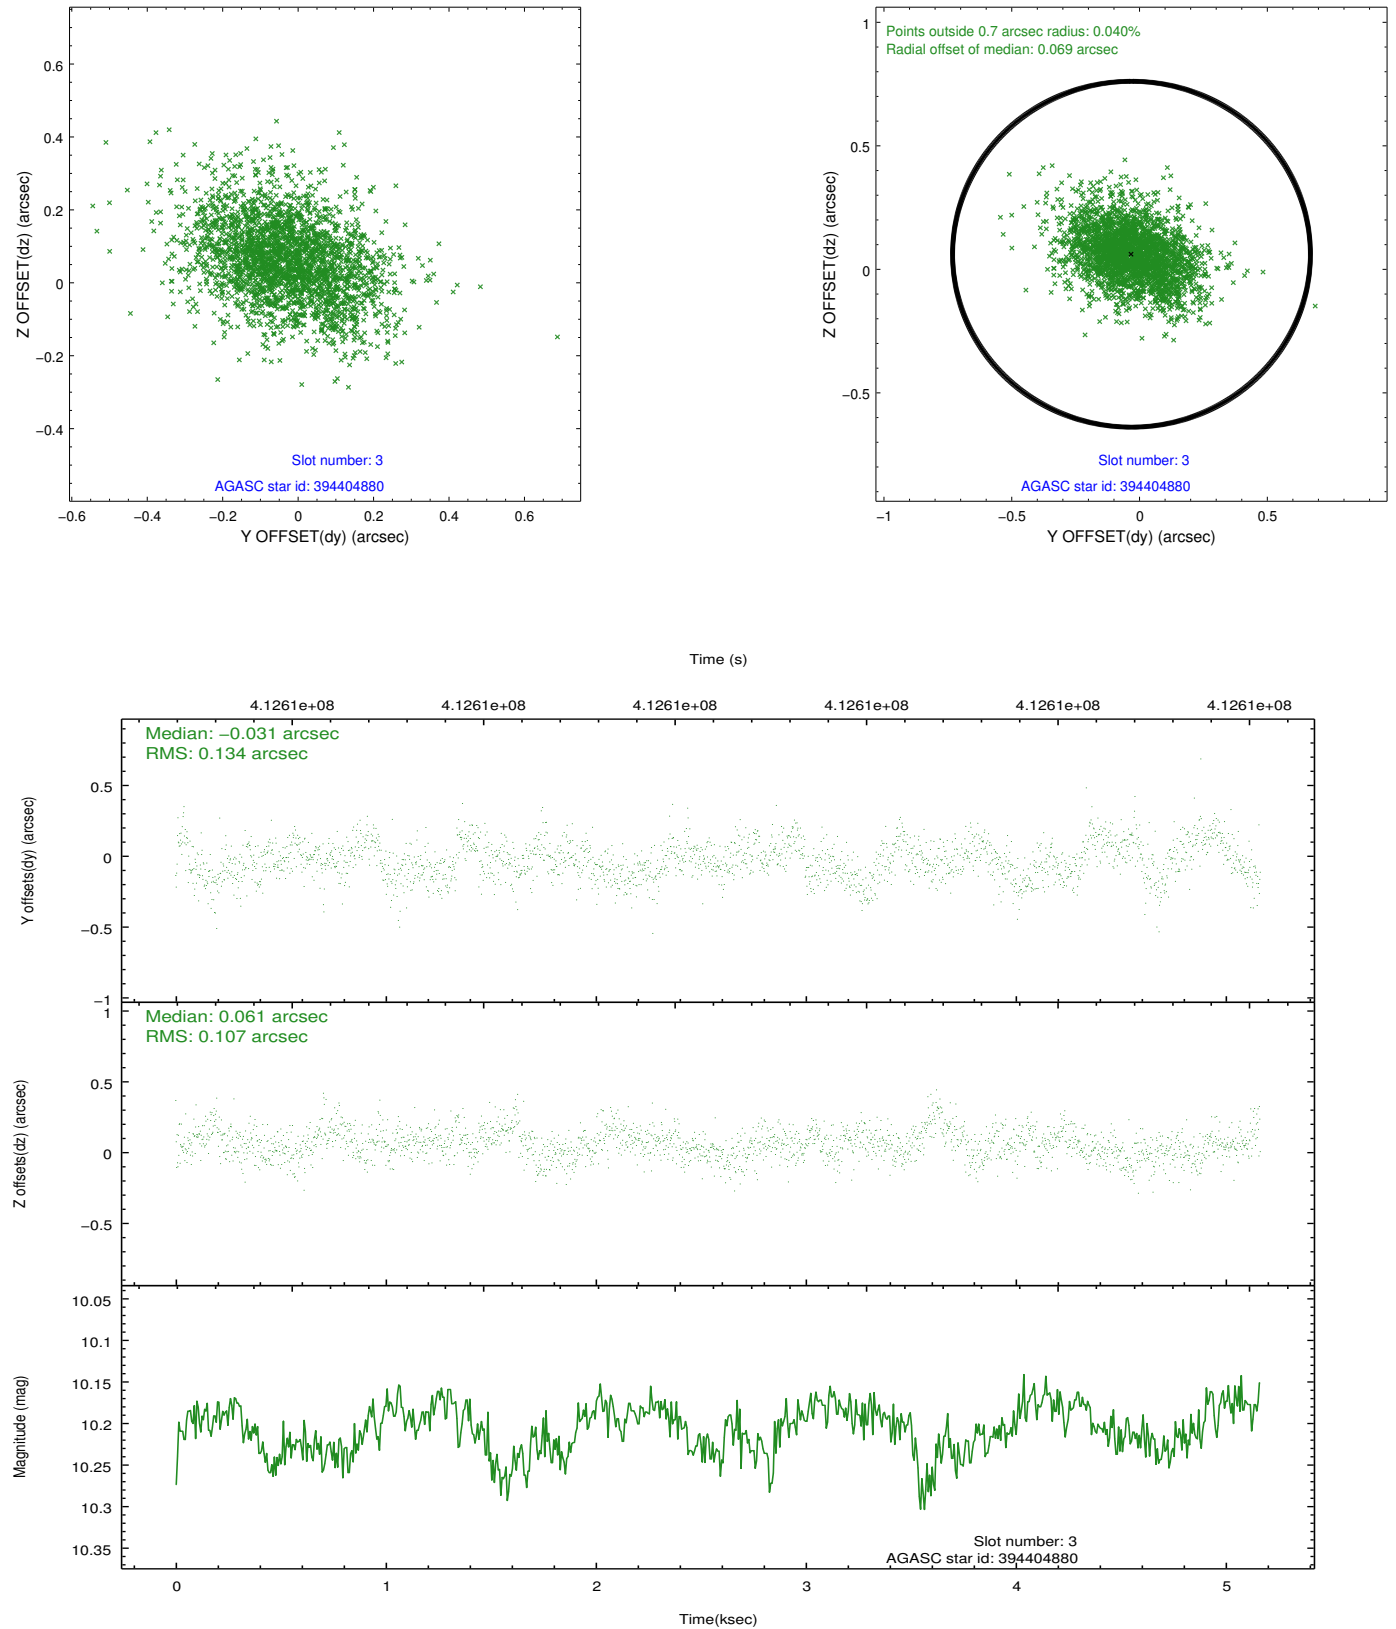 0.6
0.4
0.2
0
−0.2
−0.4
Z OFFSET(dz) (arcsec)
Slot number: 3
AGASC star id: 394404880
−0.6 −0.4 −0.2 0 0.2 0.4 0.6
Y OFFSET(dy) (arcsec)
Points outside 0.7 arcsec radius: 0.040%
Radial offset of median: 0.069 arcsec
1
0.5
0
−0.5
Z OFFSET(dz) (arcsec)
Slot number: 3
AGASC star id: 394404880
−1 −0.5 0 0.5
Y OFFSET(dy) (arcsec)
Time (s)
4.1261e+08 4.1261e+08 4.1261e+08 4.1261e+08 4.1261e+08 4.1261e+08
Median: −0.031 arcsec
RMS: 0.134 arcsec
0.5
0
−0.5
−1
Y offsets(dy) (arcsec)
Median: 0.061 arcsec
RMS: 0.107 arcsec
1
0.5
0
−0.5
Z offsets(dz) (arcsec)
10.05
10.1
10.15
10.2
10.25
10.3
10.35
Magnitude (mag)
Slot number: 3
AGASC star id: 394404880
0 1 2 3 4 5
Time(ksec)